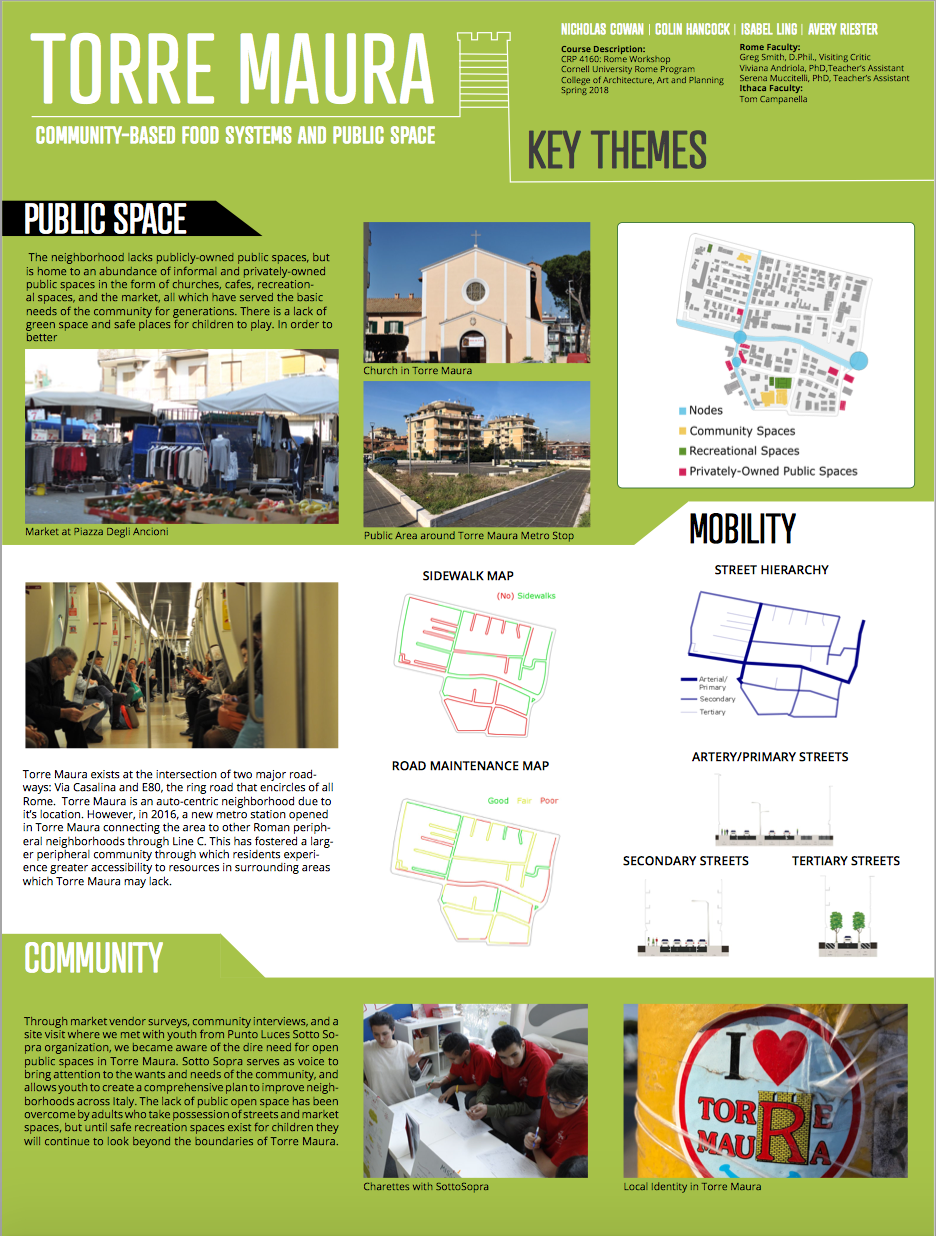 TORRE MAURA
COMMUNITY-BASED FOOD SYSTEMS AND PUBLIC SPACE
NICHOLAS COWAN | COLIN HANCOCK | ISABEL LING | AVERY RIESTER
Course Description:
CRP 4160: Rome Workshop
Cornell University Rome Program
College of Architecture, Art and Planning
Spring 2018
Rome Faculty:
Greg Smith, D.Phil., Visiting Critic
Viviana Andriola, PhD,Teacher's Assistant
Serena Muccitelli, PhD, Teacher's Assistant
Ithaca Faculty:
Tom Campanella
KEY THEMES
PUBLIC SPACE
The neighborhood lacks publicly-owned public spaces, but
is home to an abundance of informal and privately-owned
public spaces in the form of churches, cafes, recreation-
al spaces, and the market, all which have served the basic
needs of the community for generations. There is a lack of
green space and safe places for children to play. In order to
better
Market at Piazza Degli Ancioni
Church in Torre Maura
Public Area around Torre Maura Metro Stop
Nodes
Community Spaces
Recreational Spaces
Privately-Owned Public Spaces
MOBILITY
Torre Maura exists at the intersection of two major road-
ways: Via Casalina and E80, the ring road that encircles of all
Rome. Torre Maura is an auto-centric neighborhood due to
it's location. However, in 2016, a new metro station opened
in Torre Maura connecting the area to other Roman periph-
eral neighborhoods through Line C. This has fostered a larg-
er peripheral community through which residents experi-
ence greater accessibility to resources in surrounding areas
which Torre Maura may lack.
SIDEWALK MAP
(No) Sidewalks
P
ROAD MAINTENANCE MAP
Good Fair Poor
P
STREET HIERARCHY
Arterial/
Primary
Secondary
Tertiary
ARTERY/PRIMARY STREETS
SECONDARY STREETS
TERTIARY STREETS
COMMUNITY
Through market vendor surveys, community interviews, and a
site visit where we met with youth from Punto Luces Sotto So-
pra organization, we became aware of the dire need for open
public spaces in Torre Maura. Sotto Sopra serves as voice to
bring attention to the wants and needs of the community, and
allows youth to create a comprehensive plan to improve neigh-
borhoods across Italy. The lack of public open space has been
overcome by adults who take possession of streets and market
spaces, but until safe recreation spaces exist for children they
will continue to look beyond the boundaries of Torre Maura.
Charettes with SottoSopra
I
TORRE
MAURA
Local Identity in Torre Maura